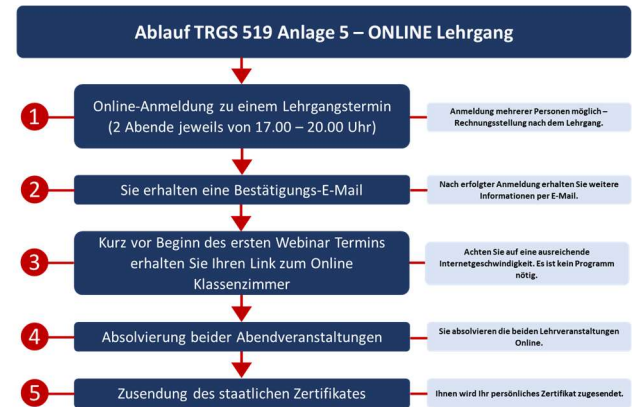 Ablauf TRGS 519 Anlage 5 – ONLINE Lehrgang
1
Online-Anmeldung zu einem Lehrgangstermin
(2 Abende jeweils von 17.00 – 20.00 Uhr)
Anmeldung mehrerer Personen möglich –
Rechnungsstellung nach dem Lehrgang.
2
Sie erhalten eine Bestätigungs-E-Mail
Nach erfolgter Anmeldung erhalten Sie weitere
Informationen per E-Mail.
3
Kurz vor Beginn des ersten Webinar Termins
erhalten Sie Ihren Link zum Online
Klassenzimmer
Achten Sie auf eine ausreichende
Internetgeschwindigkeit. Es ist kein Programm
nötig.
4
Absolvierung beider Abendveranstaltungen
Sie absolvieren die beiden Lehrveranstaltungen
Online.
5
Zusendung des staatlichen Zertifikates
Ihnen wird Ihr persönliches Zertifikat zugesendet.